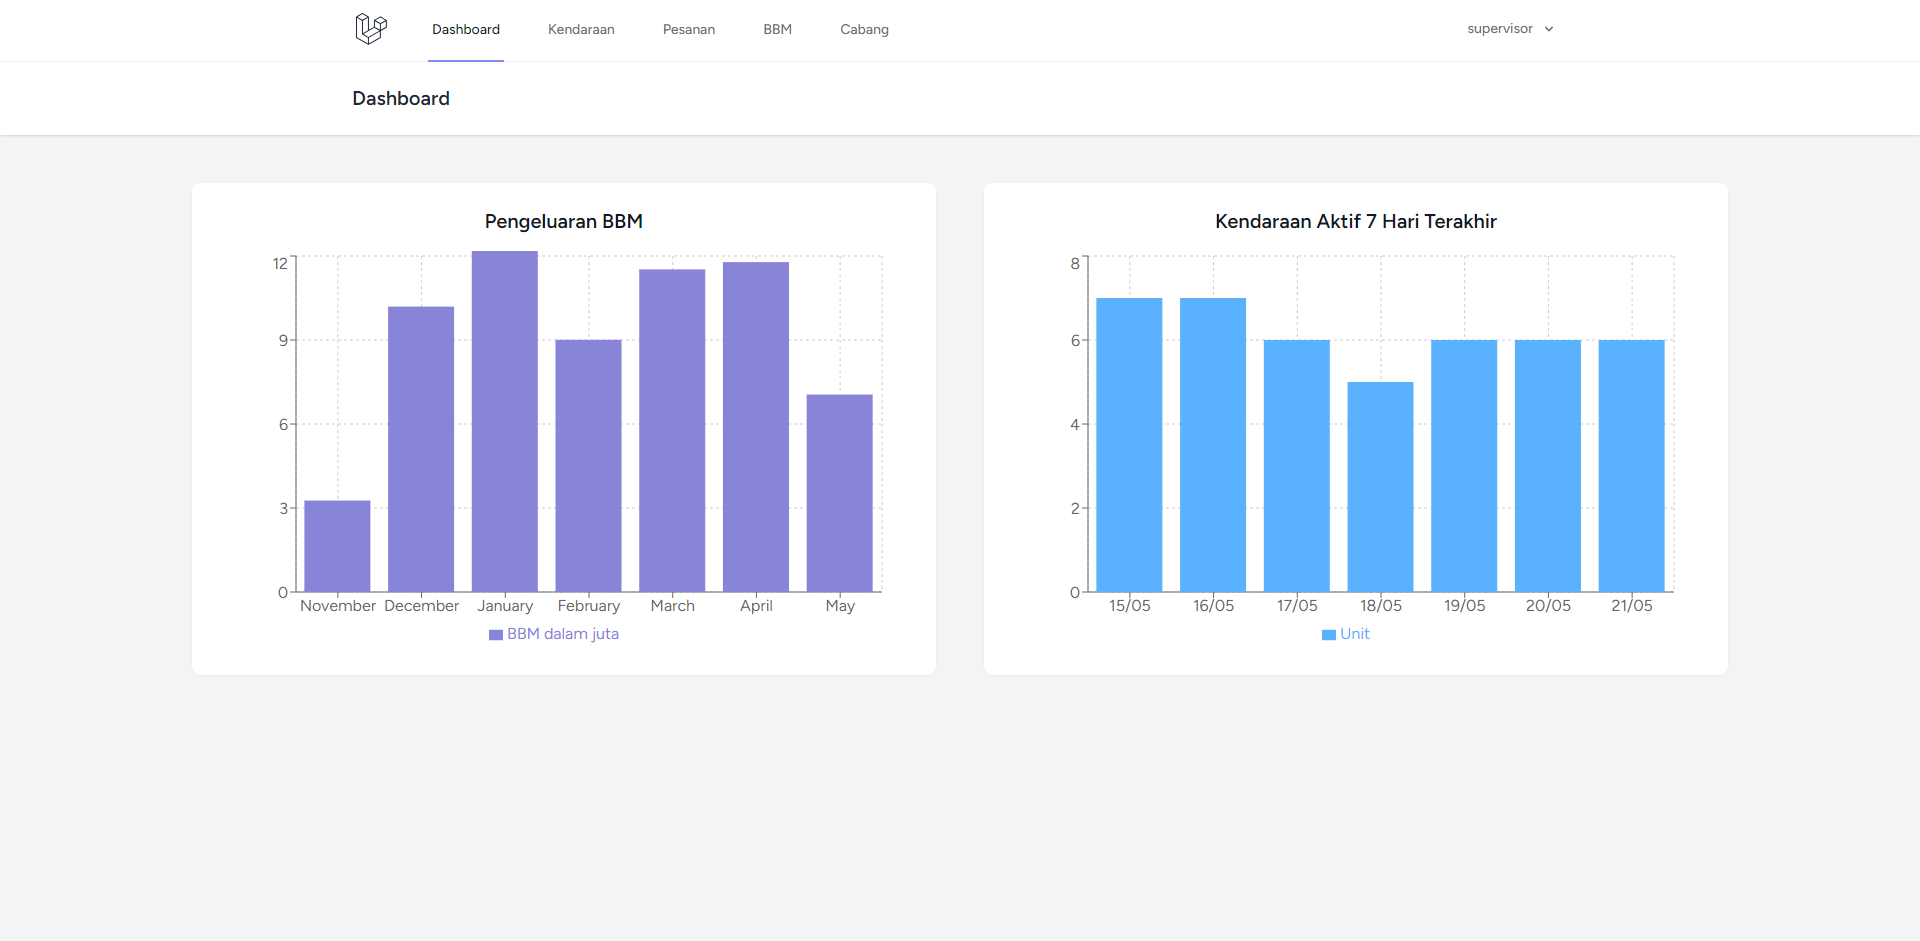 Dashboard Kendaraan Pesanan BBM Cabang supervisor
Dashboard
Pengeluaran BBM
12
9
6
3
0
November December January February March April May
BBM dalam juta
Kendaraan Aktif 7 Hari Terakhir
8
6
4
2
0
15/05 16/05 17/05 18/05 19/05 20/05 21/05
Unit